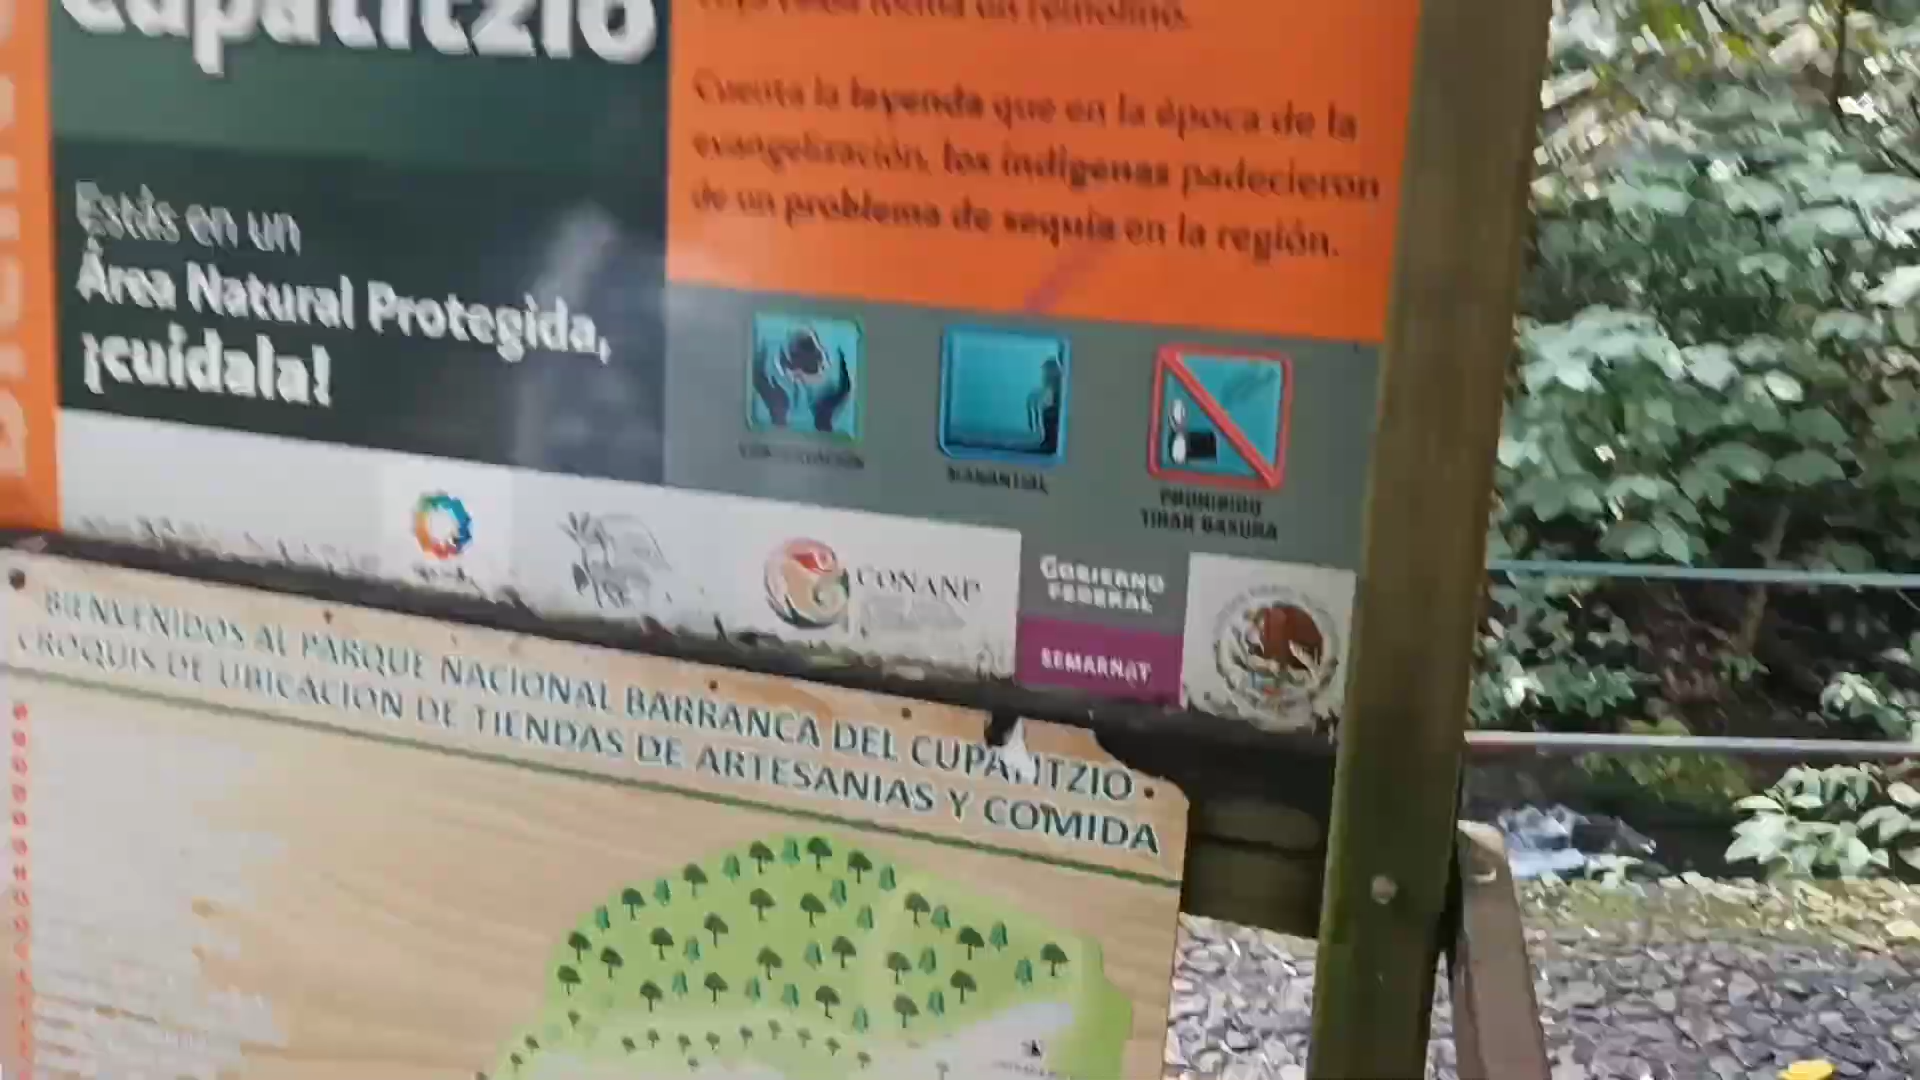 cupatitzio
Estás en un
Área Natural Protegida,
¡cuídala!
un remolino.
Cuenta la leyenda que en la época de la
evangelización, los indígenas padecieron
de un problema de sequía en la región.
MANANTIAL
PROHIBIDO
TIRAR BASURA
CONANP
GOBIERNO
FEDERAL
SEMARNAT
BIENVENIDOS AL PARQUE NACIONAL BARRANCA DEL CUPATITZIO
CROQUIS DE UBICACION DE TIENDAS DE ARTESANIAS Y COMIDA